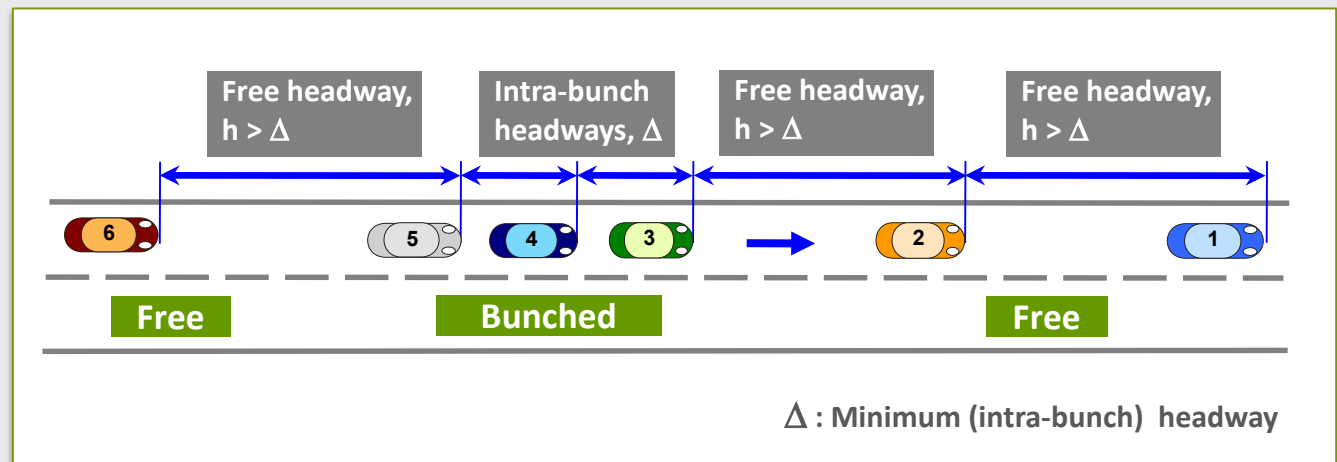 Free headway,
h > Δ
Intra-bunch
headways, Δ
Free headway,
h > Δ
Free headway,
h > Δ
6
5
4
3
2
1
Free
Bunched
Free
Δ : Minimum (intra-bunch) headway